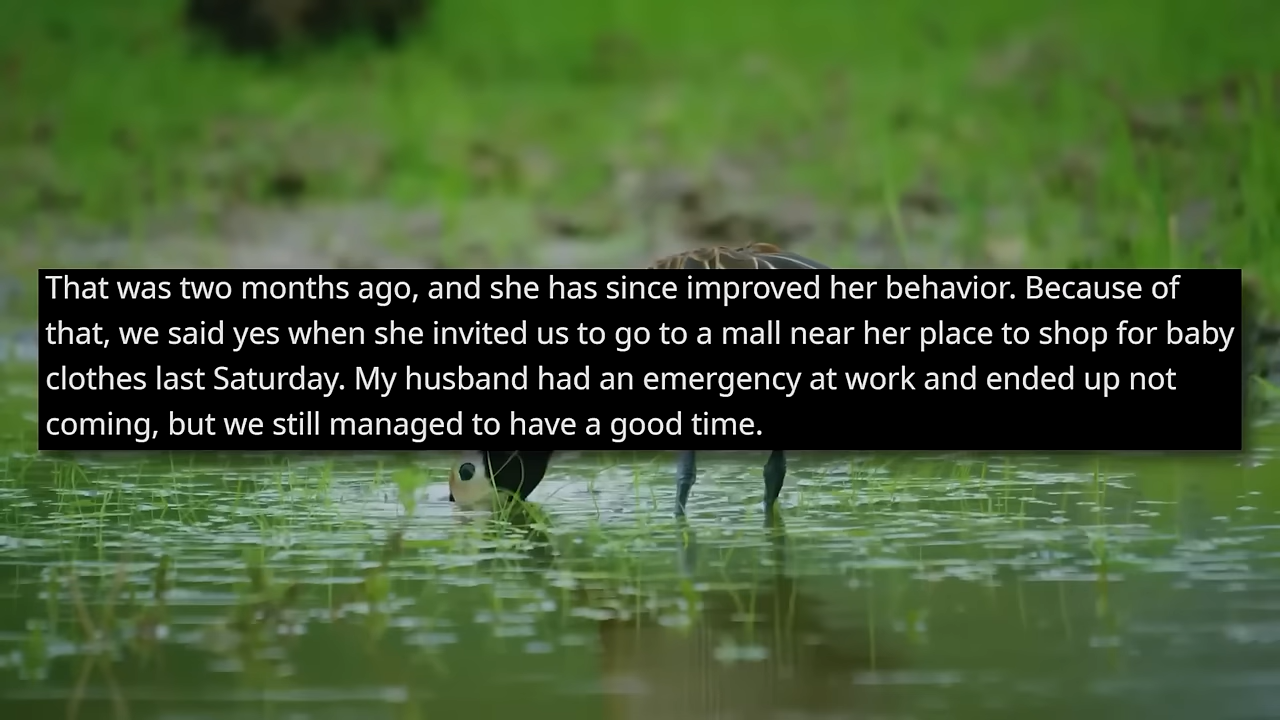 That was two months ago, and she has since improved her behavior. Because of
that, we said yes when she invited us to go to a mall near her place to shop for baby
clothes last Saturday. My husband had an emergency at work and ended up not
coming, but we still managed to have a good time.